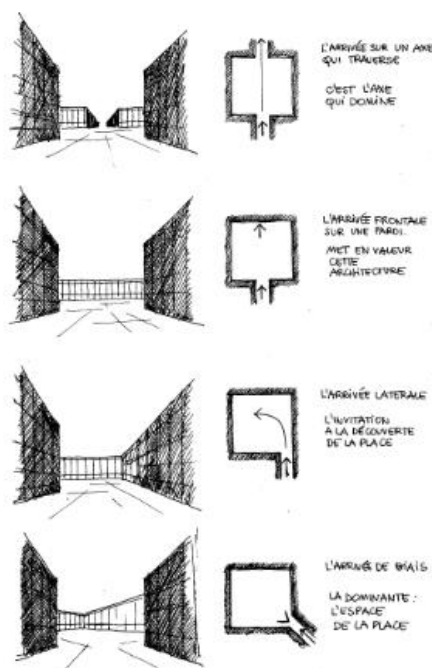 L'ARRIVÉE SUR UN AXE
QUI TRAVERSE
C'EST L'AXE
QUI DOMINE
L'ARRIVÉE FRONTALE
SUR UNE PAROI.
MET EN VALEUR
CETTE
ARCHITECTURE
L'ARRIVÉE LATERALE
L'INVITATION
A LA DÉCOUVERTE
DE LA PLACE
L'ARRIVÉE DE BIAIS
LA DOMINANTE :
L'ESPACE
DE LA PLACE